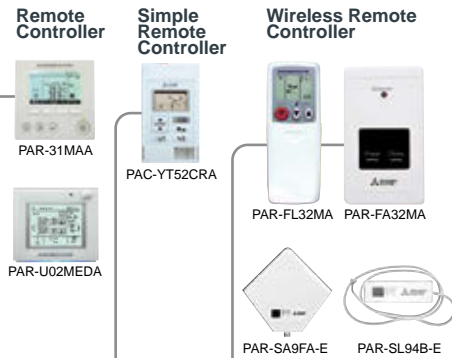 Remote
Controller
PAR-31MAA
PAR-U02MEDA
Simple
Remote
Controller
PAC-YT52CRA
Wireless Remote
Controller
PAR-FL32MA PAR-FA32MA
PAR-SA9FA-E PAR-SL94B-E